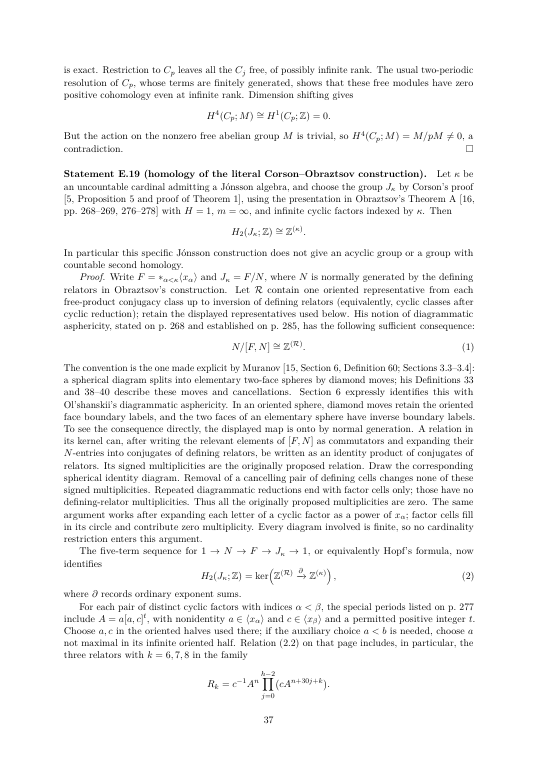 is exact. Restriction to C_p leaves all the C_j free, of possibly infinite rank. The usual two-periodic
resolution of C_p, whose terms are finitely generated, shows that these free modules have zero
positive cohomology even at infinite rank. Dimension shifting gives
H^4(C_p; M) ≅ H^1(C_p; ℤ) = 0.
But the action on the nonzero free abelian group M is trivial, so H^4(C_p; M) = M/pM ≠ 0, a
contradiction. □
Statement E.19 (homology of the literal Corson–Obraztsov construction). Let κ be
an uncountable cardinal admitting a Jónsson algebra, and choose the group J_κ by Corson's proof
[5, Proposition 5 and proof of Theorem 1], using the presentation in Obraztsov's Theorem A [16,
pp. 268–269, 276–278] with H = 1, m = ∞, and infinite cyclic factors indexed by κ. Then
H_2(J_κ; ℤ) ≅ ℤ^(κ).
In particular this specific Jónsson construction does not give an acyclic group or a group with
countable second homology.
Proof. Write F = *_{α<κ}⟨x_α⟩ and J_κ = F/N, where N is normally generated by the defining
relators in Obraztsov's construction. Let ℛ contain one oriented representative from each
free-product conjugacy class up to inversion of defining relators (equivalently, cyclic classes after
cyclic reduction); retain the displayed representatives used below. His notion of diagrammatic
asphericity, stated on p. 268 and established on p. 285, has the following sufficient consequence:
N/[F, N] ≅ ℤ^(ℛ). (1)
The convention is the one made explicit by Muranov [15, Section 6, Definition 60; Sections 3.3–3.4]:
a spherical diagram splits into elementary two-face spheres by diamond moves; his Definitions 33
and 38–40 describe these moves and cancellations. Section 6 expressly identifies this with
Ol'shanskii's diagrammatic asphericity. In an oriented sphere, diamond moves retain the oriented
face boundary labels, and the two faces of an elementary sphere have inverse boundary labels.
To see the consequence directly, the displayed map is onto by normal generation. A relation in
its kernel can, after writing the relevant elements of [F, N] as commutators and expanding their
N-entries into conjugates of defining relators, be written as an identity product of conjugates of
relators. Its signed multiplicities are the originally proposed relation. Draw the corresponding
spherical identity diagram. Removal of a cancelling pair of defining cells changes none of these
signed multiplicities. Repeated diagrammatic reductions end with factor cells only; those have no
defining-relator multiplicities. Thus all the originally proposed multiplicities are zero. The same
argument works after expanding each letter of a cyclic factor as a power of x_α; factor cells fill
in its circle and contribute zero multiplicity. Every diagram involved is finite, so no cardinality
restriction enters this argument.
The five-term sequence for 1 → N → F → J_κ → 1, or equivalently Hopf's formula, now
identifies
H_2(J_κ; ℤ) = ker(ℤ^(ℛ) →^∂ ℤ^(κ)), (2)
where ∂ records ordinary exponent sums.
For each pair of distinct cyclic factors with indices α < β, the special periods listed on p. 277
include A = a[a, c]^t, with nonidentity a ∈ ⟨x_α⟩ and c ∈ ⟨x_β⟩ and a permitted positive integer t.
Choose a, c in the oriented halves used there; if the auxiliary choice a < b is needed, choose a
not maximal in its infinite oriented half. Relation (2.2) on that page includes, in particular, the
three relators with k = 6, 7, 8 in the family
R_k = c^{-1}A^n ∏_{j=0}^{h−2}(cA^{n+30j+k}).
37